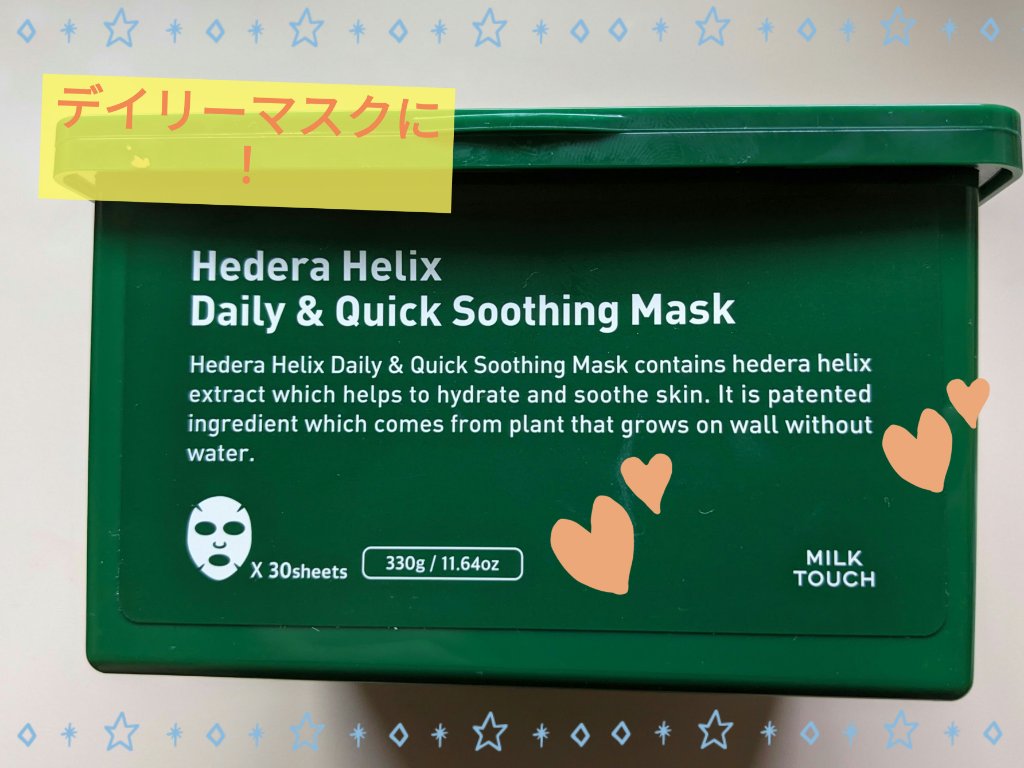 デイリーマスクに
！
Hedera Helix
Daily & Quick Soothing Mask
Hedera Helix Daily & Quick Soothing Mask contains hedera helix
extract which helps to hydrate and soothe skin. It is patented
ingredient which comes from plant that grows on wall without
water.
X 30sheets
330g / 11.64oz
MILK
TOUCH